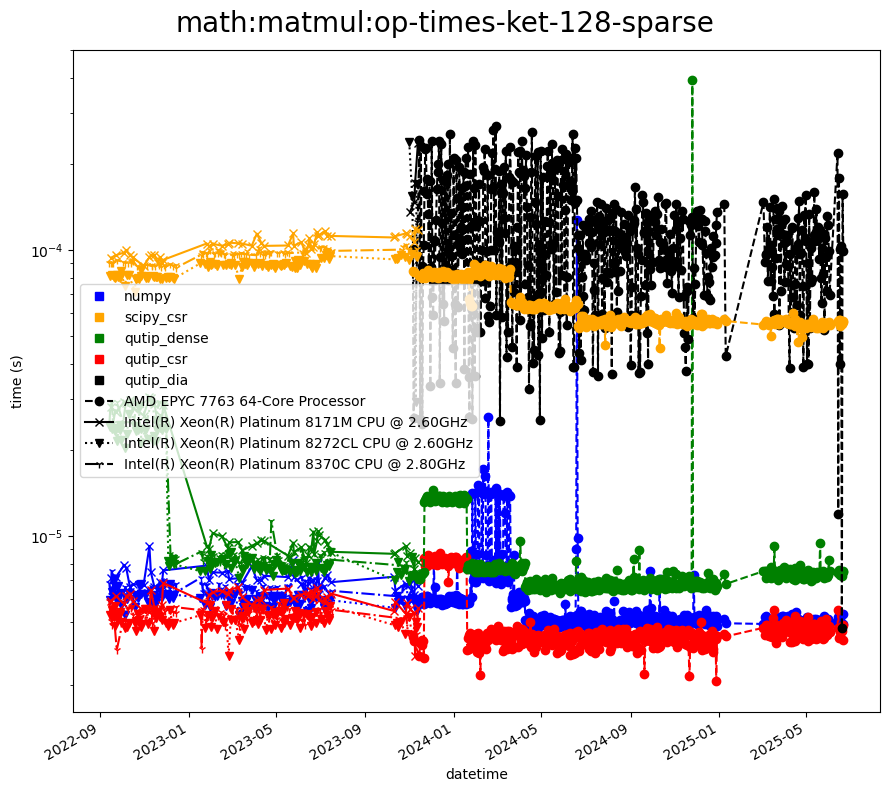 math:matmul:op-times-ket-128-sparse
time (s)
10⁻⁴
10⁻⁵
numpy
scipy_csr
qutip_dense
qutip_csr
qutip_dia
AMD EPYC 7763 64-Core Processor
Intel(R) Xeon(R) Platinum 8171M CPU @ 2.60GHz
Intel(R) Xeon(R) Platinum 8272CL CPU @ 2.60GHz
Intel(R) Xeon(R) Platinum 8370C CPU @ 2.80GHz
2022-09
2023-01
2023-05
2023-09
2024-01
2024-05
2024-09
2025-01
2025-05
datetime